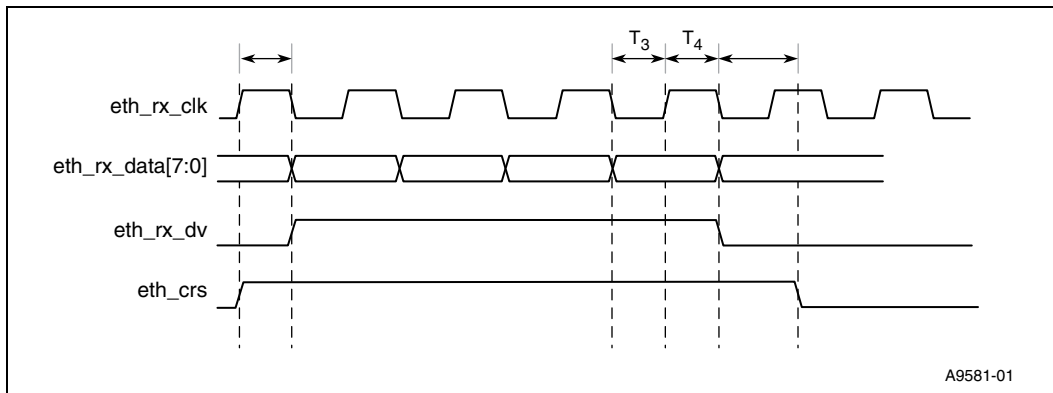 T3 T4
eth_rx_clk
eth_rx_data[7:0]
eth_rx_dv
eth_crs
A9581-01